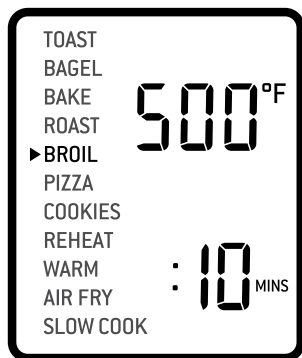 TOAST
BAGEL
BAKE
ROAST
▶BROIL
PIZZA
COOKIES
REHEAT
WARM
AIR FRY
SLOW COOK
500°F
:10 MINS